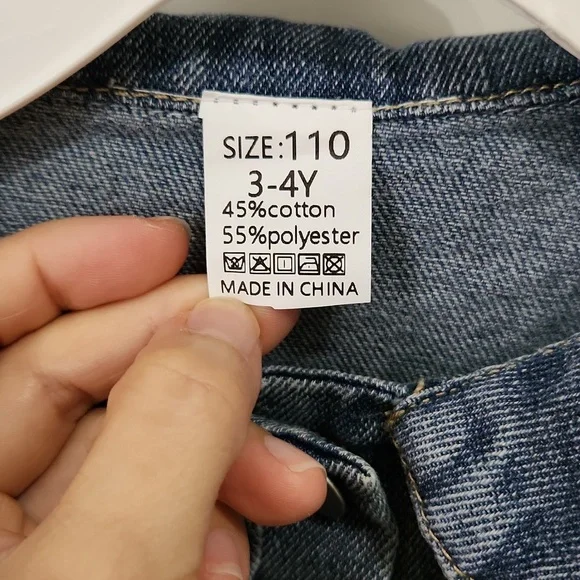 SIZE:110
3-4Y
45%cotton
55%polyester
MADE IN CHINA